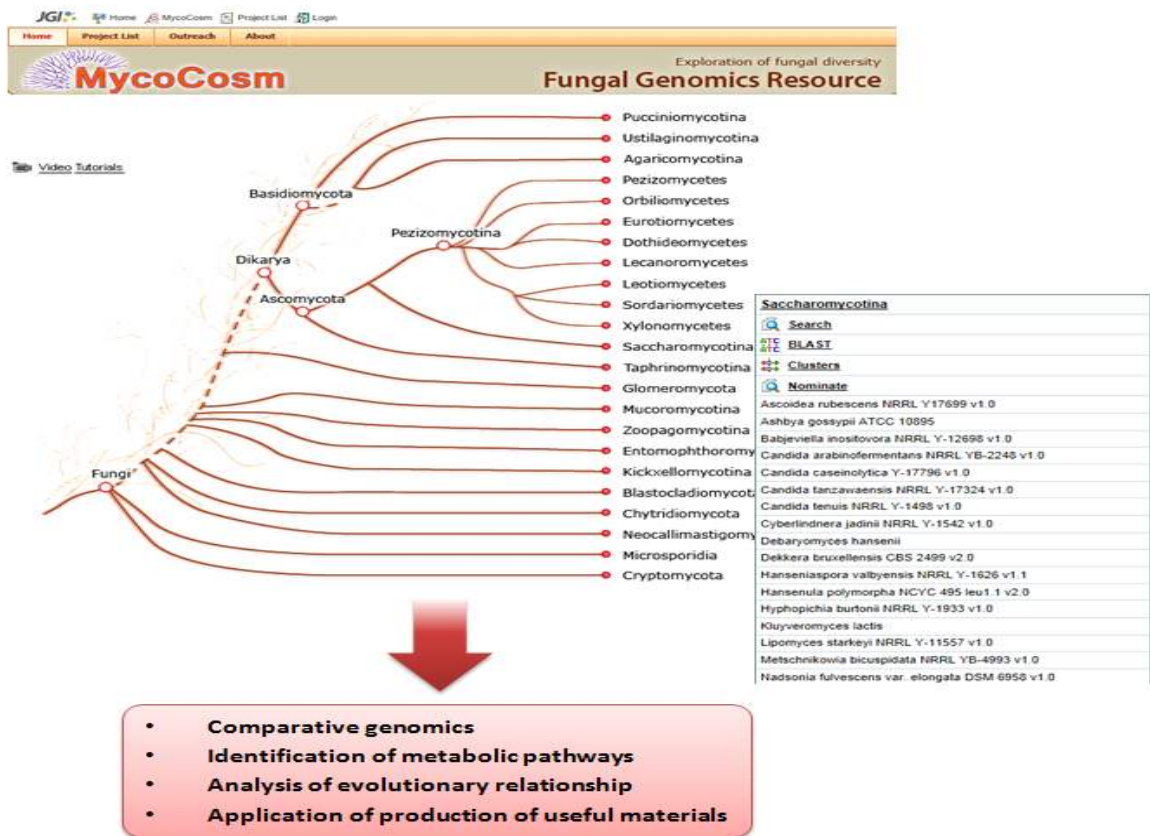 JGI Home MycoCosm Project List Login
Home Project List Outreach About
MycoCosm
Exploration of fungal diversity
Fungal Genomics Resource
Video Tutorials
Pucciniomycotina
Ustilaginomycotina
Agaricomycotina
Basidiomycota
Pezizomycetes
Orbiliomycetes
Eurotiomycetes
Pezizomycotina
Dothideomycetes
Dikarya
Lecanoromycetes
Leotiomycetes
Ascomycota
Sordariomycetes
Xylonomycetes
Saccharomycotina
Taphrinomycotina
Glomeromycota
Mucoromycotina
Zoopagomycotina
Entomophthoromy
Fungi
Kickxellomycotina
Blastocladiomycota
Chytridiomycota
Neocallimastigomy
Microsporidia
Cryptomycota
Saccharomycotina
Search
BLAST
Clusters
Nominate
Ascoidea rubescens NRRL Y17699 v1.0
Ashbya gossypii ATCC 10895
Babjeviella inositovora NRRL Y-12698 v1.0
Candida arabinofermentans NRRL YB-2248 v1.0
Candida caseinolytica Y-17796 v1.0
Candida tanzawaensis NRRL Y-17324 v1.0
Candida tenuis NRRL Y-1498 v1.0
Cyberlindnera jadinii NRRL Y-1542 v1.0
Debaryomyces hansenii
Dekkera bruxellensis CBS 2499 v2.0
Hanseniaspora valbyensis NRRL Y-1626 v1.1
Hansenula polymorpha NCYC 495 leu1.1 v2.0
Hyphopichia burtonii NRRL Y-1933 v1.0
Kluyveromyces lactis
Lipomyces starkeyi NRRL Y-11557 v1.0
Metschnikowia bicuspidata NRRL YB-4993 v1.0
Nadsonia fulvescens var. elongata DSM 6958 v1.0
• Comparative genomics
• Identification of metabolic pathways
• Analysis of evolutionary relationship
• Application of production of useful materials